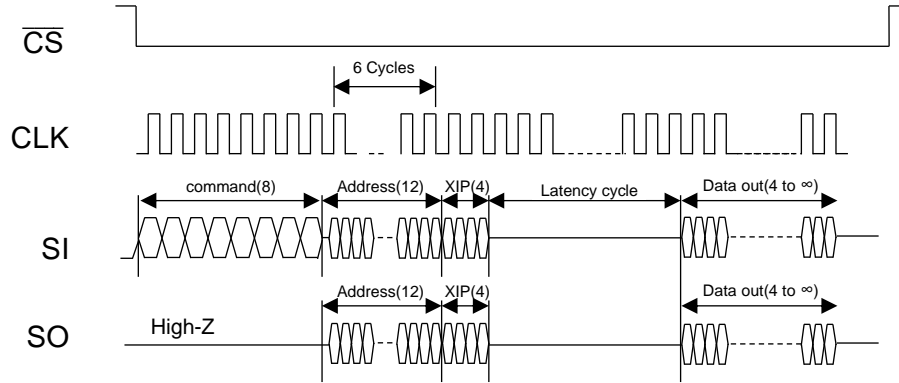 CS
6 Cycles
CLK
command(8) Address(12) XIP(4) Latency cycle Data out(4 to ∞)
SI
Address(12) XIP(4) Data out(4 to ∞)
High-Z
SO